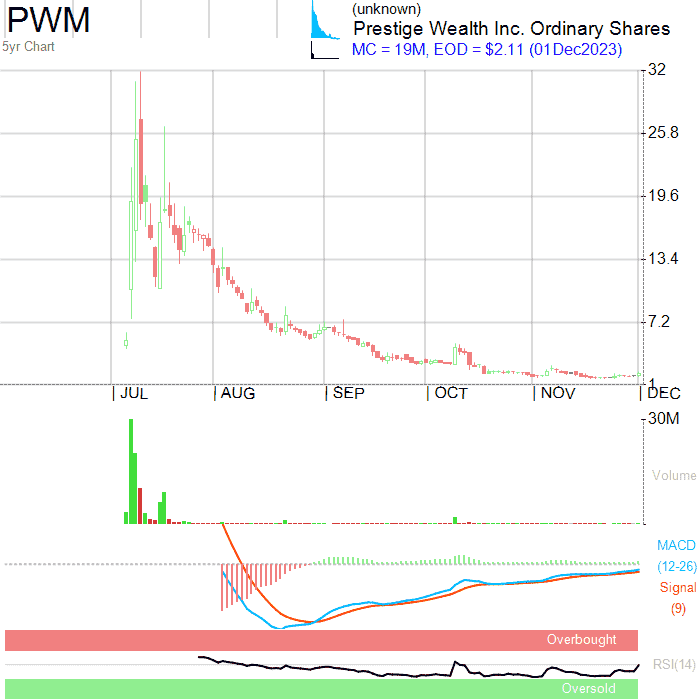 PWM
5yr Chart
(unknown)
Prestige Wealth Inc. Ordinary Shares
MC = 19M, EOD = $2.11 (01Dec2023)
32
25.8
19.6
13.4
7.2
1
JUL AUG SEP OCT NOV DEC
30M
Volume
MACD
(12-26)
Signal
(9)
Overbought
RSI(14)
Oversold